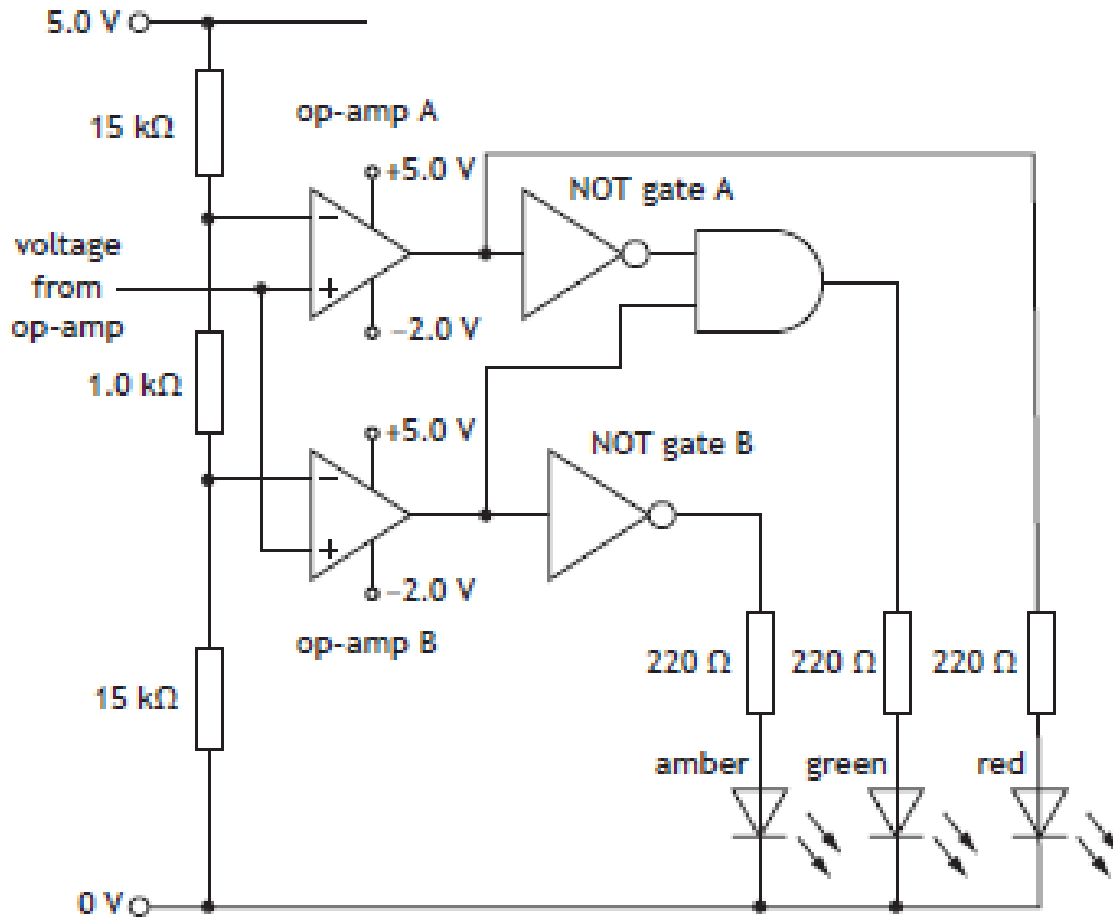 5.0 V
15 kΩ
op-amp A
+5.0 V
NOT gate A
−
voltage
from
op-amp
+
−2.0 V
1.0 kΩ
+5.0 V
NOT gate B
−
+
−2.0 V
op-amp B
15 kΩ
220 Ω
220 Ω
220 Ω
amber
green
red
0 V